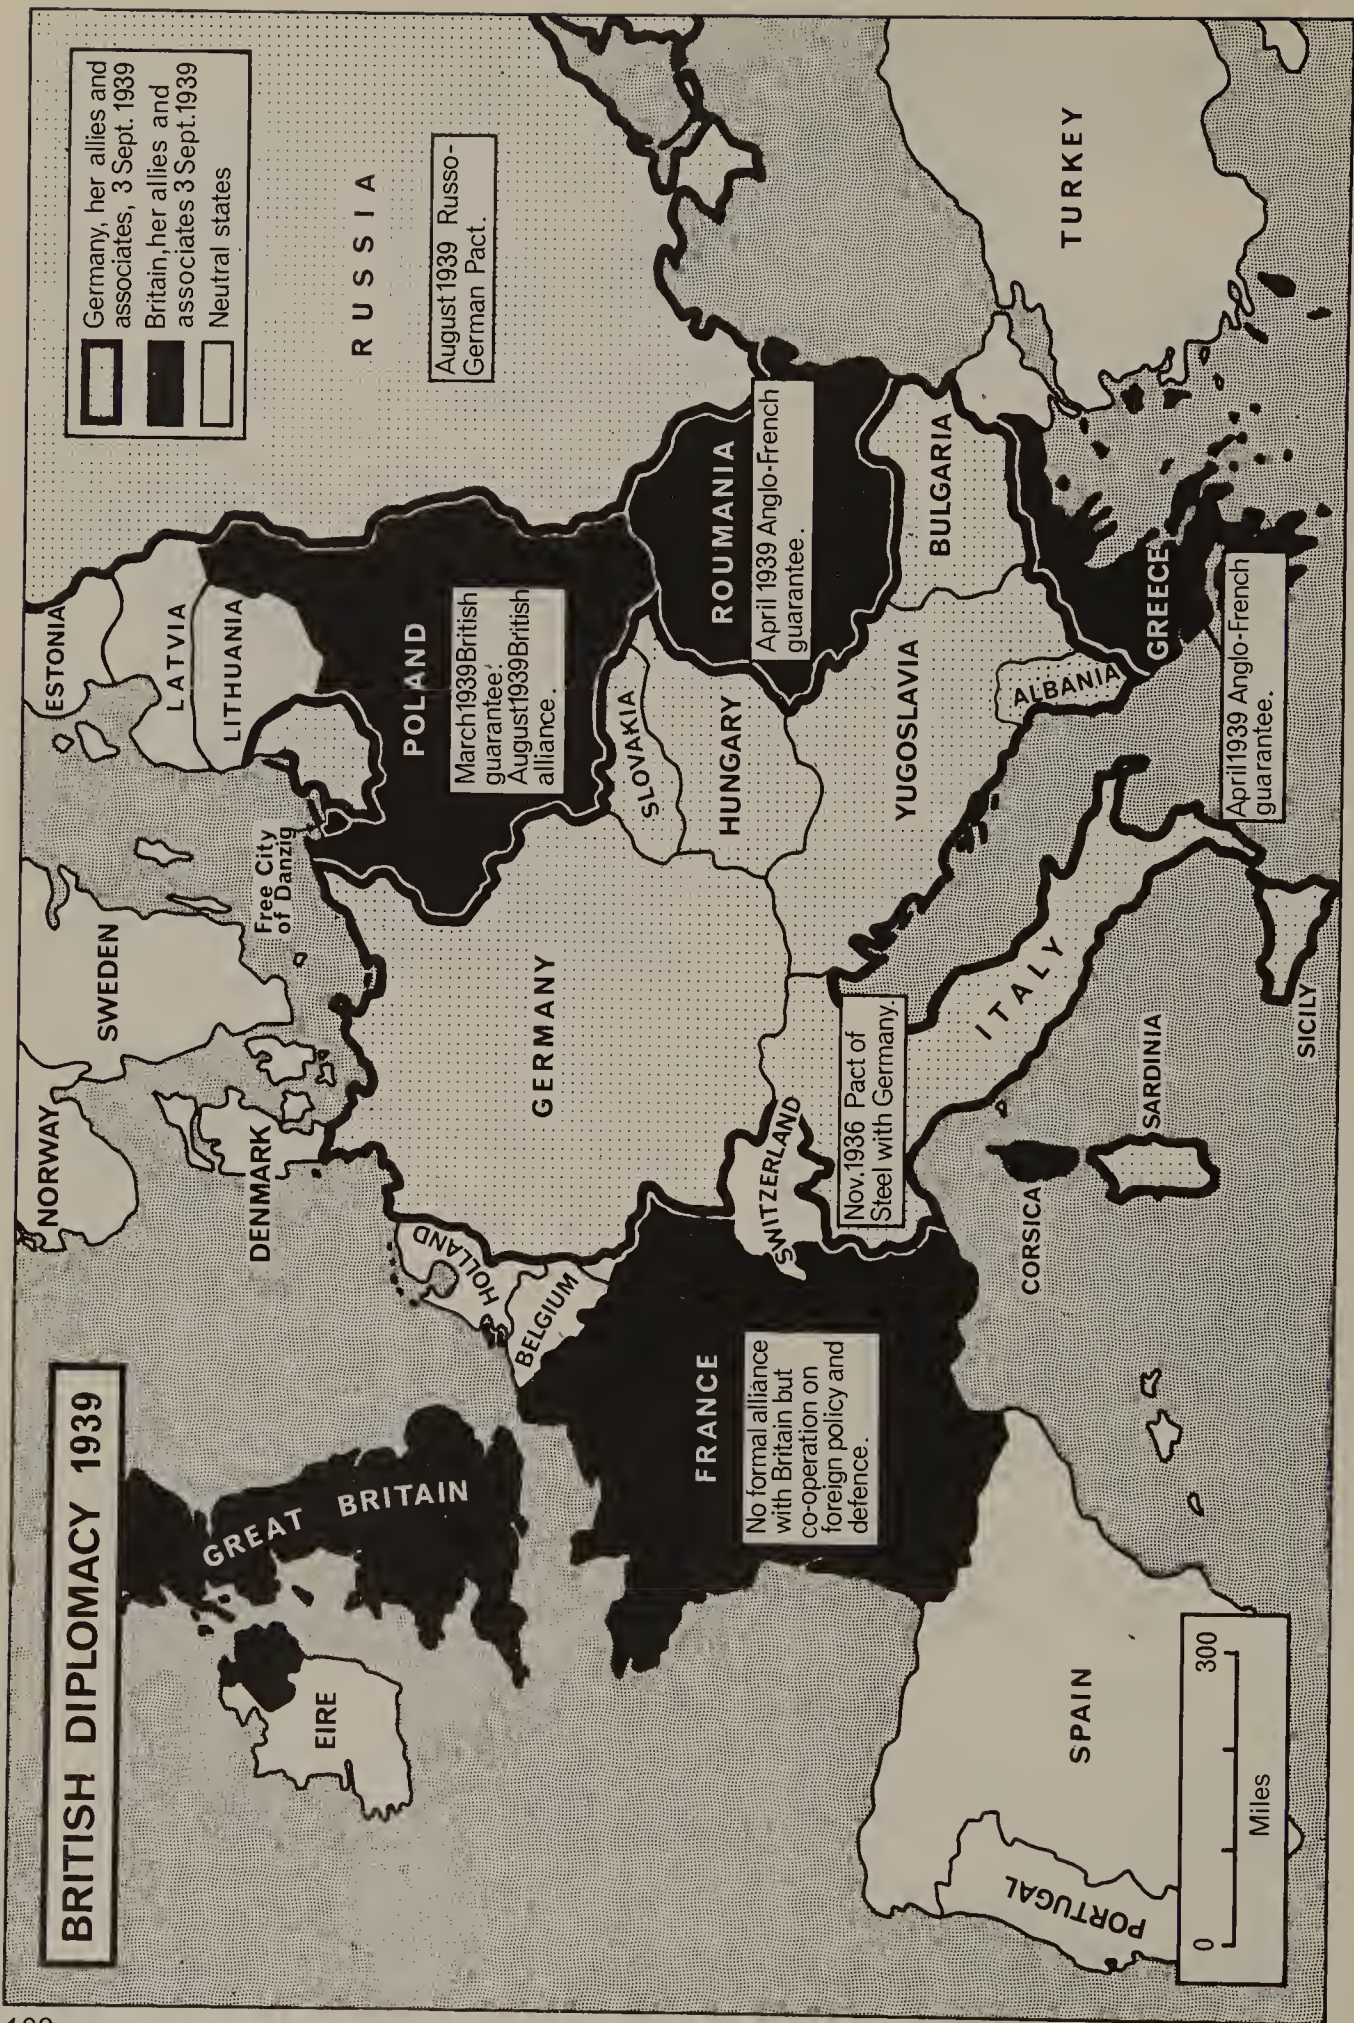 BRITISH DIPLOMACY 1939
Germany, her allies and
associates, 3 Sept. 1939
Britain, her allies and
associates 3 Sept. 1939
Neutral states
NORWAY
SWEDEN
ESTONIA
LATVIA
LITHUANIA
RUSSIA
August 1939 Russo-
German Pact.
GREAT BRITAIN
EIRE
DENMARK
Free City
of Danzig
HOLLAND
BELGIUM
GERMANY
POLAND
March 1939 British
guarantee.
August 1939 British
alliance.
FRANCE
No formal alliance
with Britain but
co-operation on
foreign policy and
defence.
SWITZERLAND
SLOVAKIA
HUNGARY
ROUMANIA
April 1939 Anglo-French
guarantee.
Nov. 1936 Pact of
Steel with Germany.
YUGOSLAVIA
BULGARIA
ITALY
ALBANIA
GREECE
April 1939 Anglo-French
guarantee.
TURKEY
CORSICA
SARDINIA
SICILY
SPAIN
PORTUGAL
0 300
Miles